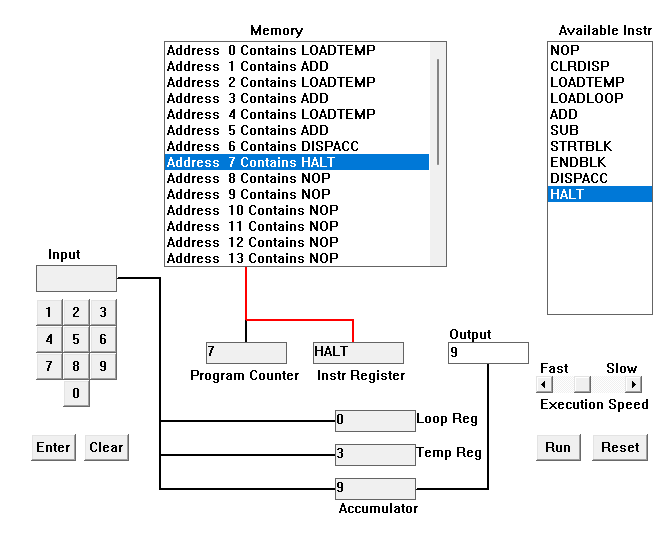 Memory
Available Instr
Address 0 Contains LOADTEMP
Address 1 Contains ADD
Address 2 Contains LOADTEMP
Address 3 Contains ADD
Address 4 Contains LOADTEMP
Address 5 Contains ADD
Address 6 Contains DISPACC
Address 7 Contains HALT
Address 8 Contains NOP
Address 9 Contains NOP
Address 10 Contains NOP
Address 11 Contains NOP
Address 12 Contains NOP
Address 13 Contains NOP
NOP
CLRDISP
LOADTEMP
LOADLOOP
ADD
SUB
STRTBLK
ENDBLK
DISPACC
HALT
Input
1 2 3
4 5 6
7 8 9
0
Enter Clear
7
Program Counter
HALT
Instr Register
Output
9
Fast Slow
Execution Speed
Run Reset
0 Loop Reg
3 Temp Reg
9
Accumulator